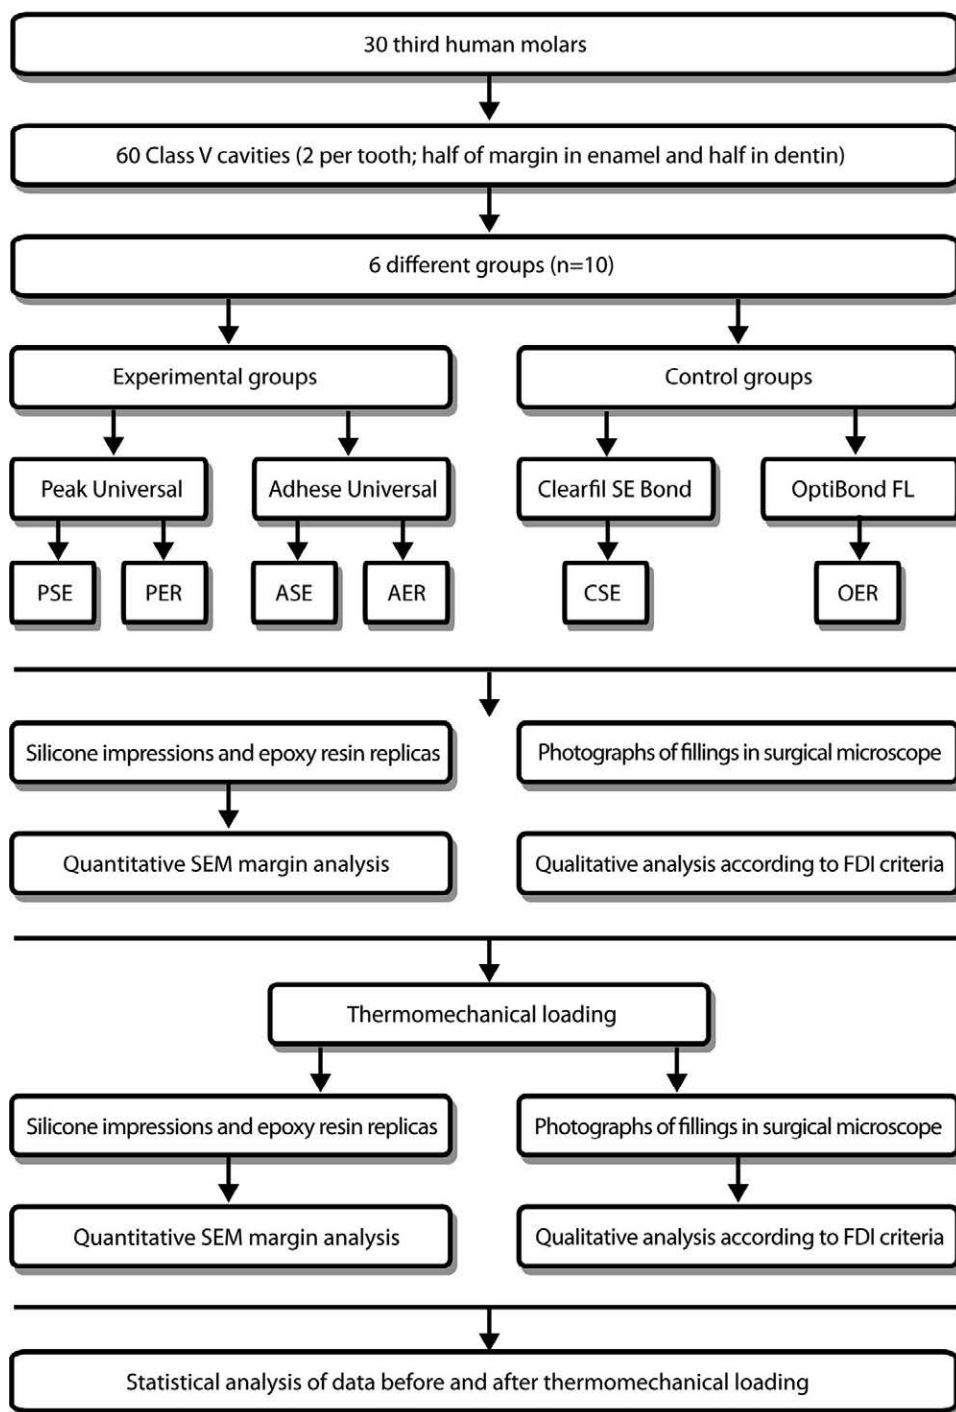 30 third human molars
60 Class V cavities (2 per tooth; half of margin in enamel and half in dentin)
6 different groups (n=10)
Experimental groups
Control groups
Peak Universal
Adhese Universal
Clearfil SE Bond
OptiBond FL
PSE
PER
ASE
AER
CSE
OER
Silicone impressions and epoxy resin replicas
Photographs of fillings in surgical microscope
Quantitative SEM margin analysis
Qualitative analysis according to FDI criteria
Thermomechanical loading
Silicone impressions and epoxy resin replicas
Photographs of fillings in surgical microscope
Quantitative SEM margin analysis
Qualitative analysis according to FDI criteria
Statistical analysis of data before and after thermomechanical loading